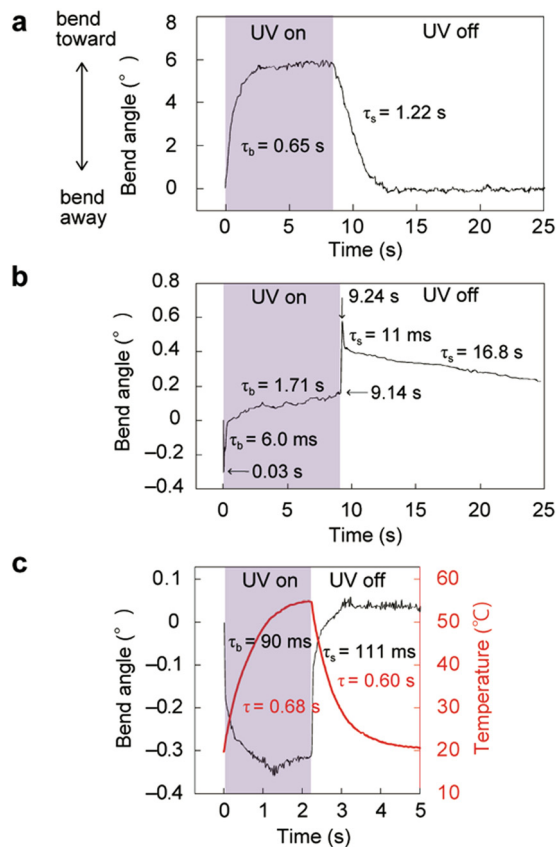 a
bend toward
bend away
UV on
UV off
8
6
4
2
0
Bend angle (°)
τb = 0.65 s
τs = 1.22 s
0 5 10 15 20 25
Time (s)
b
9.24 s
UV on
UV off
0.8
0.6
0.4
0.2
0
–0.2
–0.4
Bend angle (°)
τs = 11 ms
τs = 16.8 s
τb = 1.71 s
9.14 s
τb = 6.0 ms
0.03 s
0 5 10 15 20 25
Time (s)
c
UV on
UV off
0.1
0
–0.1
–0.2
–0.3
–0.4
Bend angle (°)
τb = 90 ms
τs = 111 ms
τ = 0.68 s
τ = 0.60 s
60
50
40
30
20
10
Temperature (°C)
0 1 2 3 4 5
Time (s)